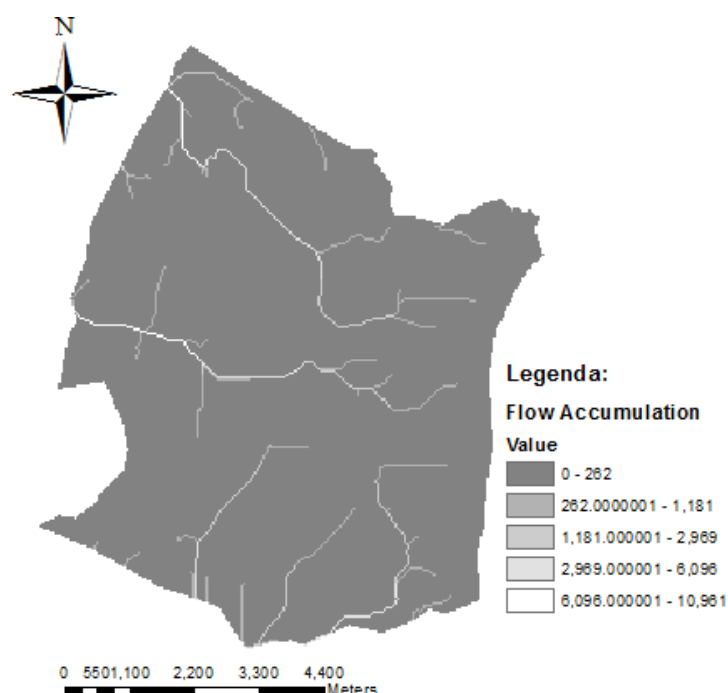 N
Legenda:
Flow Accumulation
Value
0 - 262
262.0000001 - 1,181
1,181.000001 - 2,969
2,969.000001 - 6,096
6,096.000001 - 10,961
0 5501,100 2,200 3,300 4,400
Meters